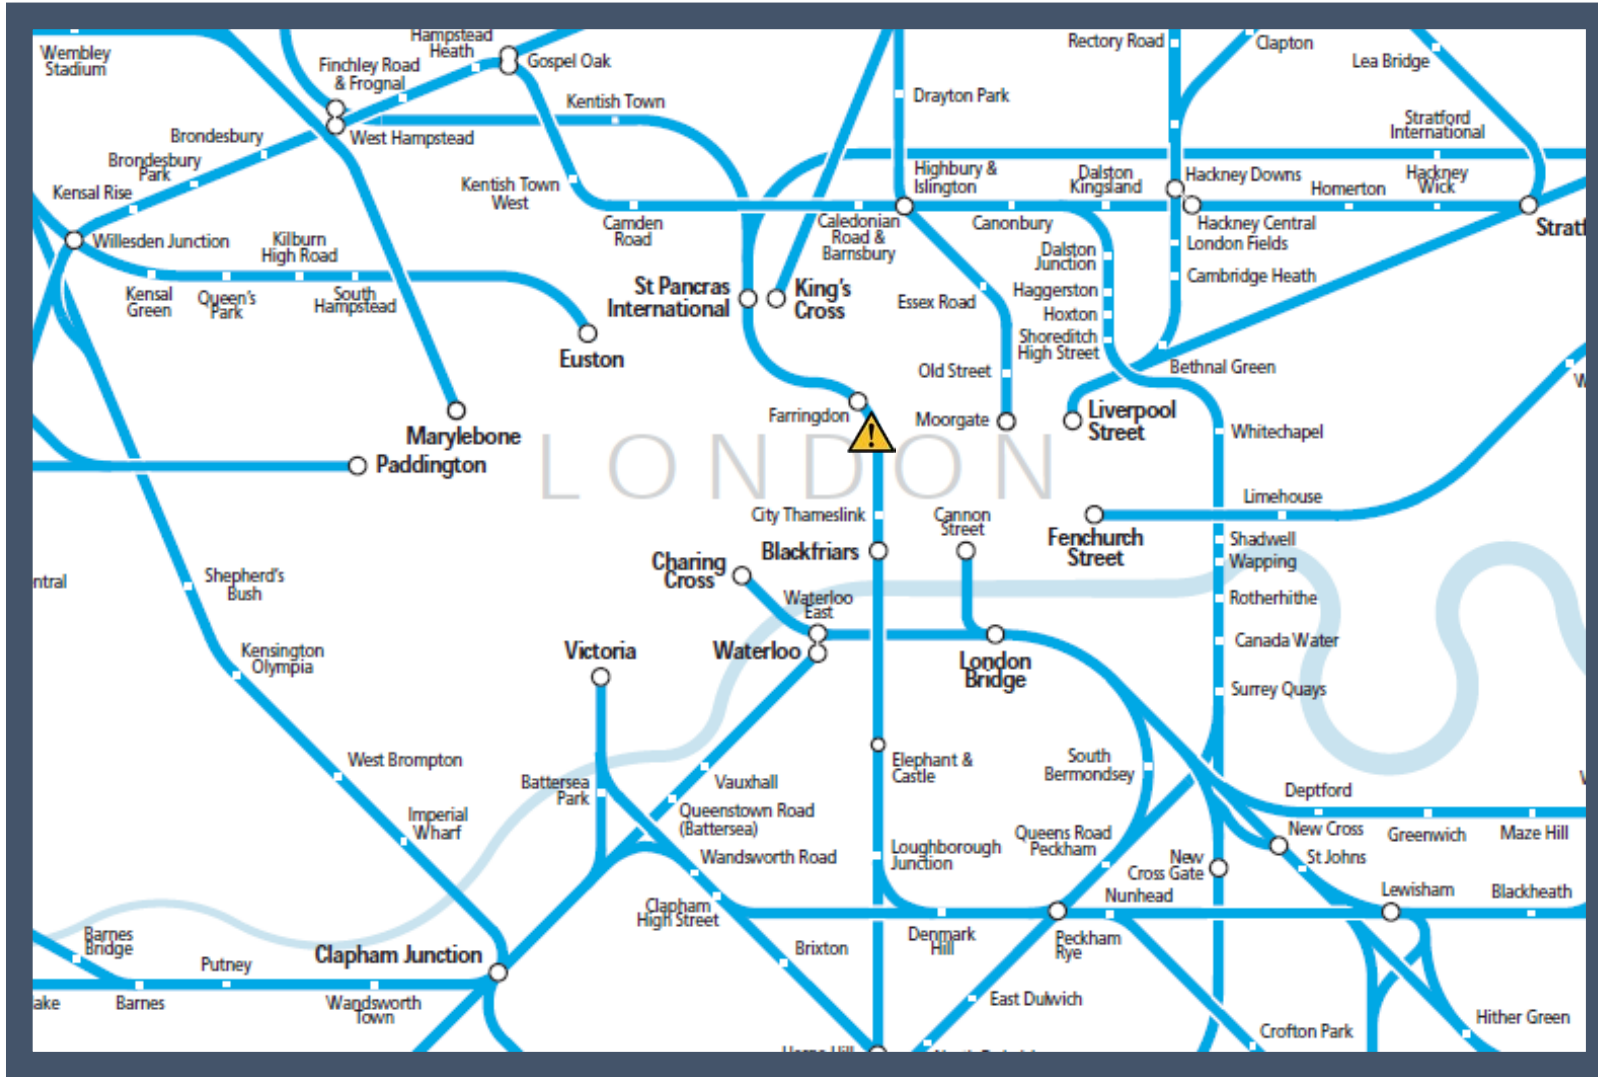 Wembley
Stadium
Hampstead
Heath
Gospel Oak
Finchley Road
& Frognal
Kentish Town
West Hampstead
Brondesbury
Brondesbury
Park
Kensal Rise
Willesden Junction
Kentish Town
West
Camden
Road
Kilburn
High Road
Kensal
Green
Queen's
Park
South
Hampstead
Euston
Marylebone
Paddington
St Pancras
International
King's
Cross
Drayton Park
Highbury &
Islington
Caledonian
Road &
Barnsbury
Canonbury
Dalston
Kingsland
Rectory Road
Clapton
Lea Bridge
Stratford
International
Hackney Downs
Hackney Central
Homerton
Hackney
Wick
London Fields
Cambridge Heath
Dalston
Junction
Haggerston
Hoxton
Shoreditch
High Street
Bethnal Green
Essex Road
Old Street
Moorgate
Liverpool
Street
Farringdon
!
LONDON
Whitechapel
Limehouse
City Thameslink
Cannon
Street
Fenchurch
Street
Blackfriars
Shadwell
Wapping
Charing
Cross
ntral
Shepherd's
Bush
Waterloo
East
Rotherhithe
Canada Water
Kensington
Olympia
Victoria
Waterloo
London
Bridge
Surrey Quays
West Brompton
Battersea
Park
Vauxhall
Elephant &
Castle
South
Bermondsey
Deptford
Queenstown Road
(Battersea)
Imperial
Wharf
Wandsworth Road
Loughborough
Junction
Queens Road
Peckham
New
Cross Gate
New Cross
St Johns
Greenwich
Maze Hill
Clapham
High Street
Nunhead
Lewisham
Blackheath
Barnes
Bridge
Putney
Clapham Junction
Brixton
Denmark
Hill
Peckham
Rye
ake
Barnes
Wandsworth
Town
East Dulwich
Crofton Park
Hither Green